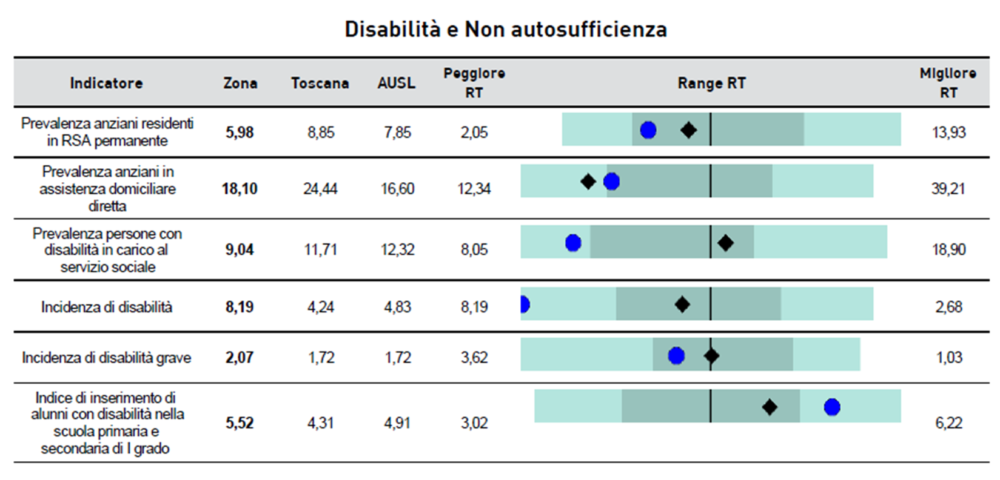 Disabilità e Non autosufficienza
Indicatore Zona Toscana AUSL Peggiore RT Range RT Migliore RT
Prevalenza anziani residenti
in RSA permanente
5,98 8,85 7,85 2,05 13,93
Prevalenza anziani in
assistenza domiciliare
diretta
18,10 24,44 16,60 12,34 39,21
Prevalenza persone con
disabilità in carico al
servizio sociale
9,04 11,71 12,32 8,05 18,90
Incidenza di disabilità 8,19 4,24 4,83 8,19 2,68
Incidenza di disabilità grave 2,07 1,72 1,72 3,62 1,03
Indice di inserimento di
alunni con disabilità nella
scuola primaria e
secondaria di I grado
5,52 4,31 4,91 3,02 6,22